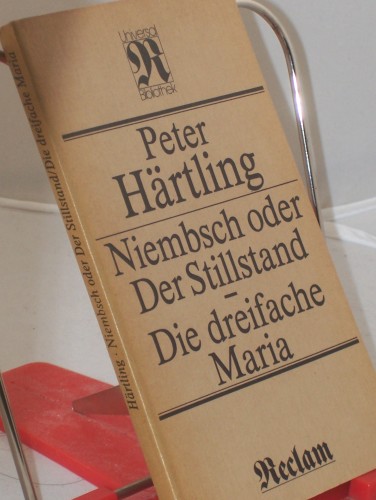 Universal
R
Bibliothek
Peter
Härtling
Niembsch oder
Der Stillstand
–
Die dreifache
Maria
Reclam
Härtling · Niembsch oder Der Stillstand/Die dreifache Maria